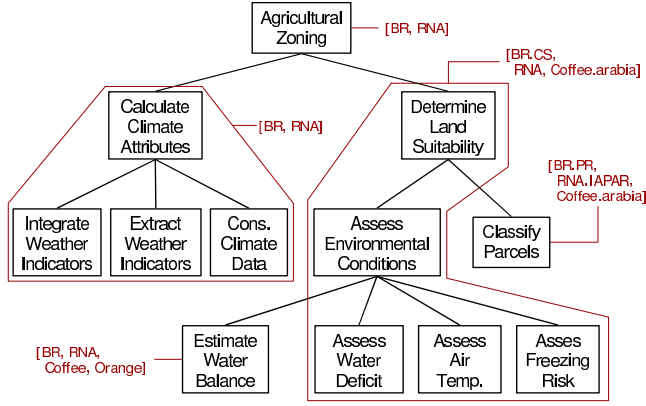 Agricultural
Zoning
[BR, RNA]
[BR.CS,
RNA, Coffee.arabia]
Calculate
Climate
Attributes
[BR, RNA]
Determine
Land
Suitability
[BR.PR,
RNA.IAPAR,
Coffee.arabia]
Integrate
Weather
Indicators
Extract
Weather
Indicators
Cons.
Climate
Data
Assess
Environmental
Conditions
Classify
Parcels
[BR, RNA,
Coffee, Orange]
Estimate
Water
Balance
Assess
Water
Deficit
Assess
Air
Temp.
Asses
Freezing
Risk